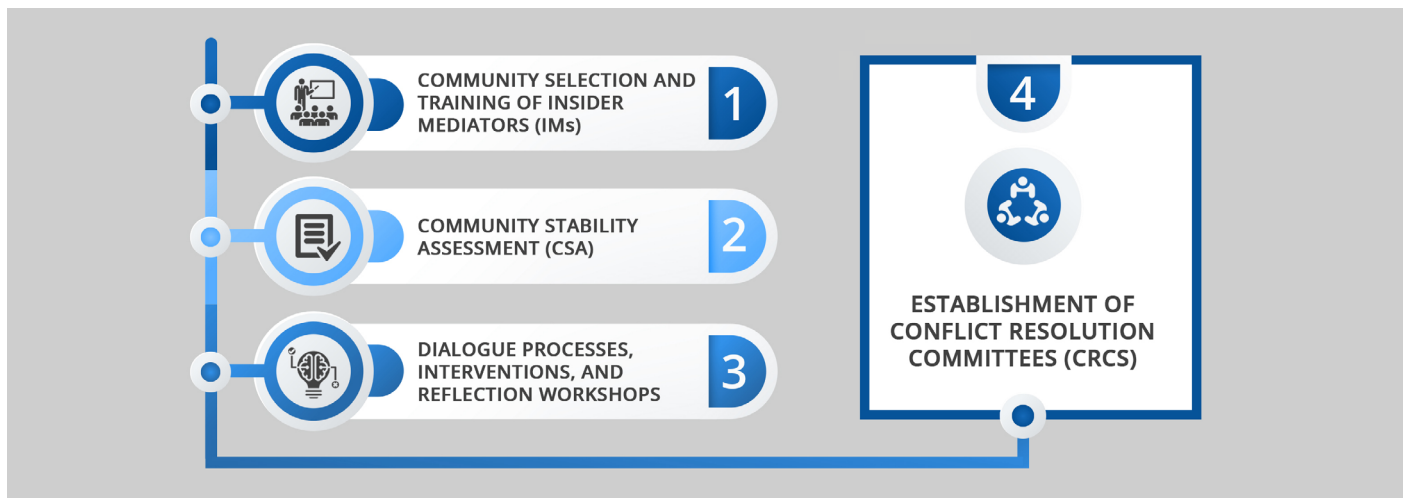 COMMUNITY SELECTION AND
TRAINING OF INSIDER
MEDIATORS (IMs)
1
COMMUNITY STABILITY
ASSESSMENT (CSA)
2
DIALOGUE PROCESSES,
INTERVENTIONS, AND
REFLECTION WORKSHOPS
3
4
ESTABLISHMENT OF
CONFLICT RESOLUTION
COMMITTEES (CRCS)